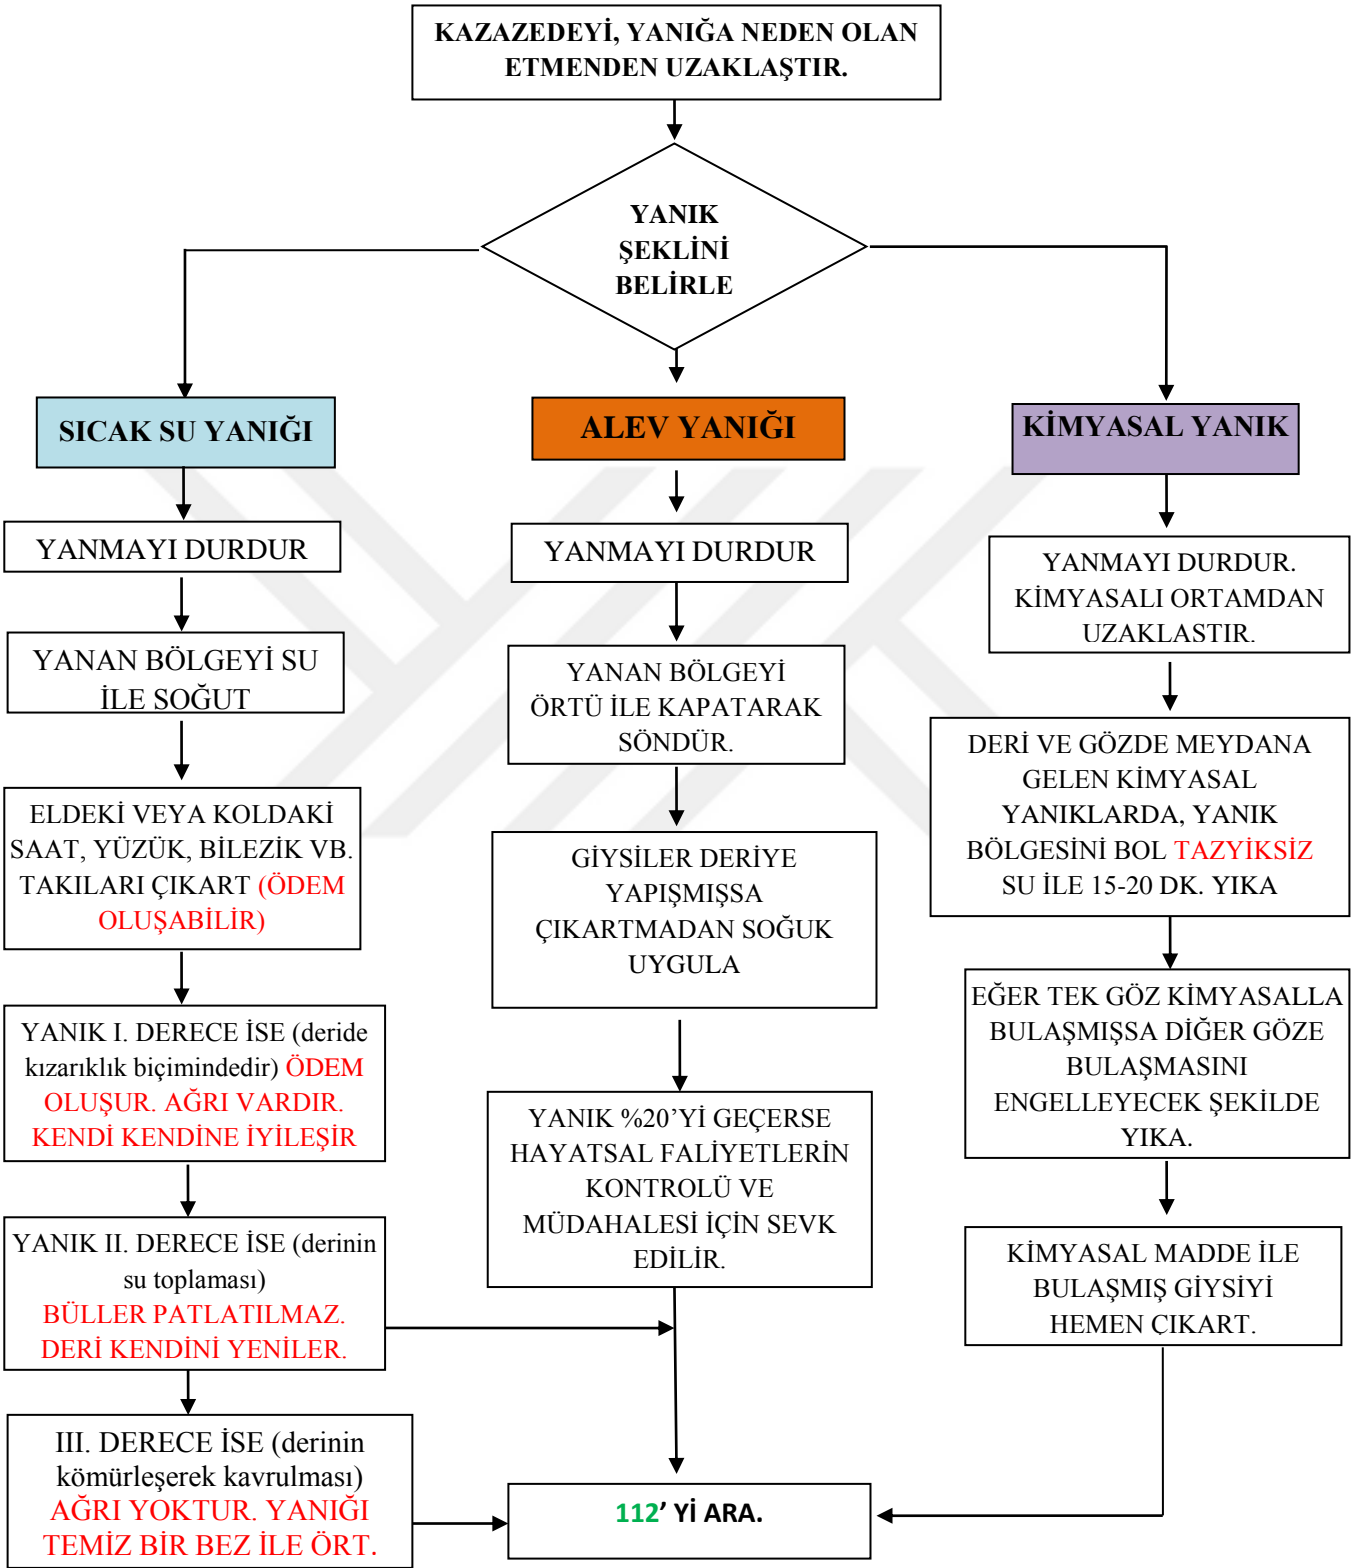 KAZAZEDEYİ, YANIĞA NEDEN OLAN
ETMENDEN UZAKLAŞTIR.
YANIK
ŞEKLİNİ
BELİRLE
SICAK SU YANIĞI
YANMAYI DURDUR
YANAN BÖLGEYİ SU
İLE SOĞUT
ELDEKİ VEYA KOLDAKİ
SAAT, YÜZÜK, BİLEZİK VB.
TAKILARI ÇIKART (ÖDEM
OLUŞABİLİR)
YANIK I. DERECE İSE (deride
kızarıklık biçimindedir) ÖDEM
OLUŞUR. AĞRI VARDIR.
KENDİ KENDİNE İYİLEŞİR
YANIK II. DERECE İSE (derinin
su toplaması)
BÜLLER PATLATILMAZ.
DERİ KENDİNİ YENİLER.
III. DERECE İSE (derinin
kömürleşerek kavrulması)
AĞRI YOKTUR. YANIĞI
TEMİZ BİR BEZ İLE ÖRT.
ALEV YANIĞI
YANMAYI DURDUR
YANAN BÖLGEYİ
ÖRTÜ İLE KAPATARAK
SÖNDÜR.
GİYSİLER DERİYE
YAPIŞMIŞSA
ÇIKARTMADAN SOĞUK
UYGULA
YANIK %20’Yİ GEÇERSE
HAYATSAL FALİYETLERİN
KONTROLÜ VE
MÜDAHALESİ İÇİN SEVK
EDİLİR.
KİMYASAL YANIK
YANMAYI DURDUR.
KİMYASALI ORTAMDAN
UZAKLASTIR.
DERİ VE GÖZDE MEYDANA
GELEN KİMYASAL
YANIKLARDA, YANIK
BÖLGESİNİ BOL TAZYİKSİZ
SU İLE 15-20 DK. YIKA
EĞER TEK GÖZ KİMYASALLA
BULAŞMIŞSA DİĞER GÖZE
BULAŞMASINI
ENGELLEYECEK ŞEKİLDE
YIKA.
KİMYASAL MADDE İLE
BULAŞMIŞ GİYSİYİ
HEMEN ÇIKART.
112’ Yİ ARA.